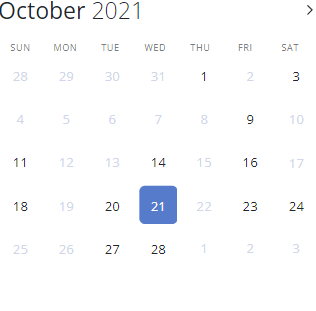 October 2021
SUN MON TUE WED THU FRI SAT
28 29 30 31 1 2 3
4 5 6 7 8 9 10
11 12 13 14 15 16 17
18 19 20 21 22 23 24
25 26 27 28 1 2 3